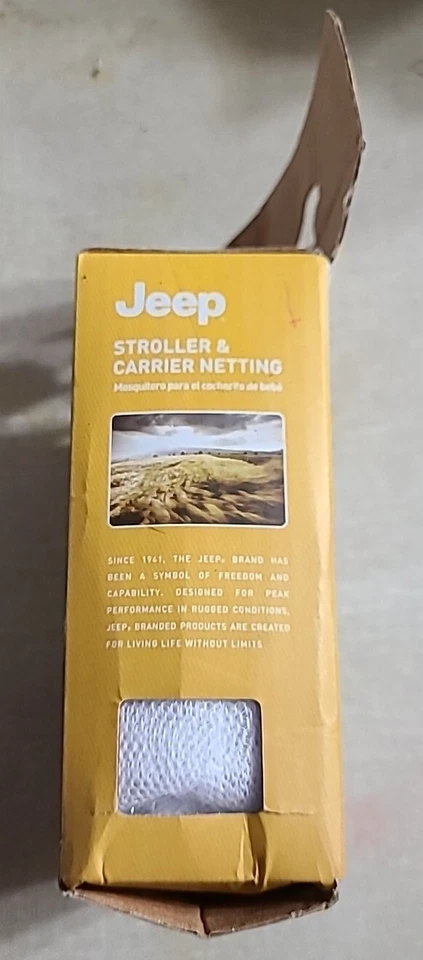 Jeep
STROLLER &
CARRIER NETTING
Mosquitero para el cochecito de bebé
SINCE 1941, THE JEEP® BRAND HAS
BEEN A SYMBOL OF FREEDOM AND
CAPABILITY. DESIGNED FOR PEAK
PERFORMANCE IN RUGGED CONDITIONS,
JEEP® BRANDED PRODUCTS ARE CREATED
FOR LIVING LIFE WITHOUT LIMITS